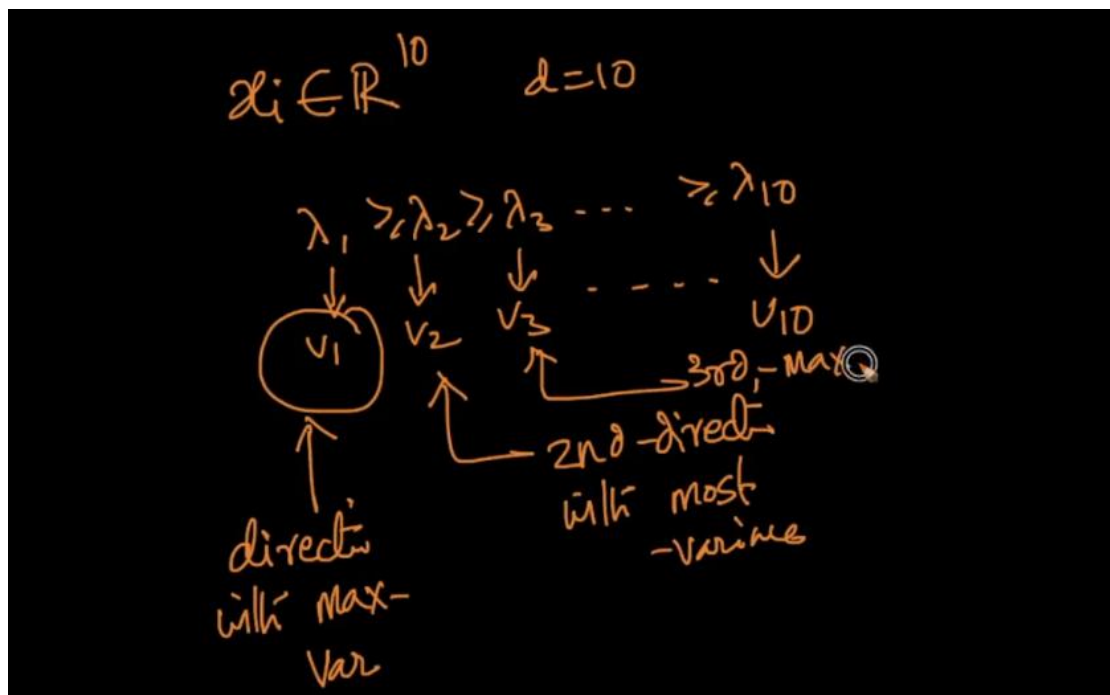 xi ∈ ℝ^10 d=10
λ1 ≥ λ2 ≥ λ3 ... ≥ λ10
v1 v2 v3 ..... v10
3rd, - max
2nd - directn
with most
- variance
directn
with max-
var